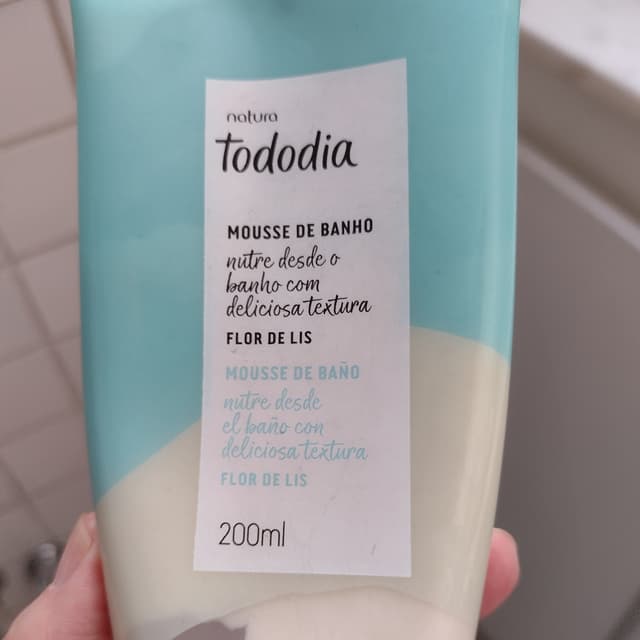 natura
tododia
MOUSSE DE BANHO
nutre desde o
banho com
deliciosa textura
FLOR DE LIS
MOUSSE DE BAÑO
nutre desde
el baño con
deliciosa textura
FLOR DE LIS
200ml